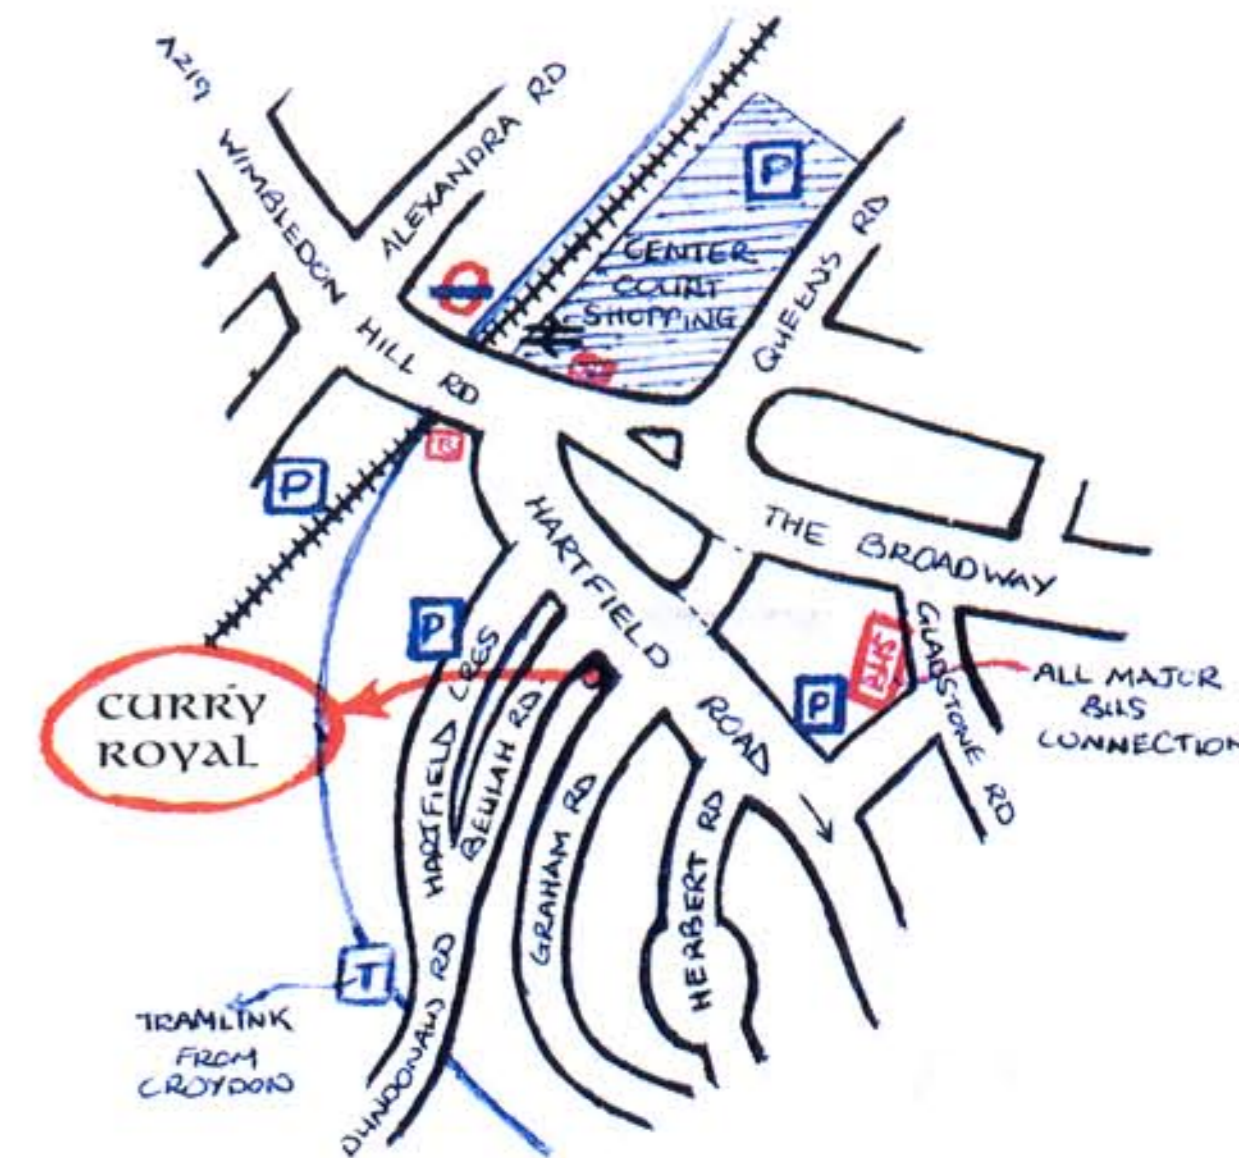 A219
WIMBLEDON HILL RD
ALEXANDRA RD
P
CENTER
COURT
SHOPPING
QUEENS RD
B
P
HARTFIELD ROAD
THE BROADWAY
P
HARTFIELD CRES
BEULAH RD
GLADSTONE RD
P
ALL MAJOR
BUS
CONNECTION
CURRY
ROYAL
GRAHAM RD
HERBERT RD
T
TRAMLINK
FROM
CROYDON
DUNDONALD RD